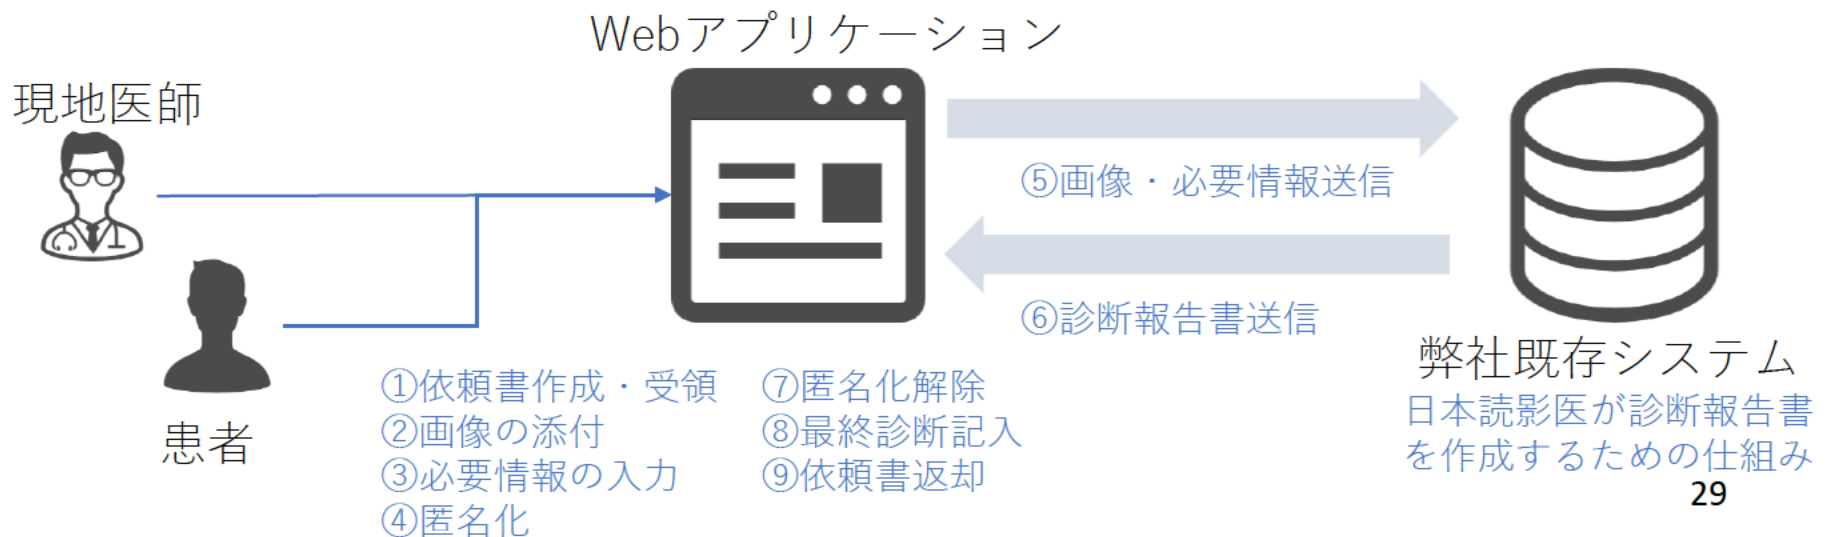 Webアプリケーション
現地医師
患者
①依頼書作成・受領
②画像の添付
③必要情報の入力
④匿名化
⑦匿名化解除
⑧最終診断記入
⑨依頼書返却
⑤画像・必要情報送信
⑥診断報告書送信
弊社既存システム
日本読影医が診断報告書
を作成するための仕組み
29